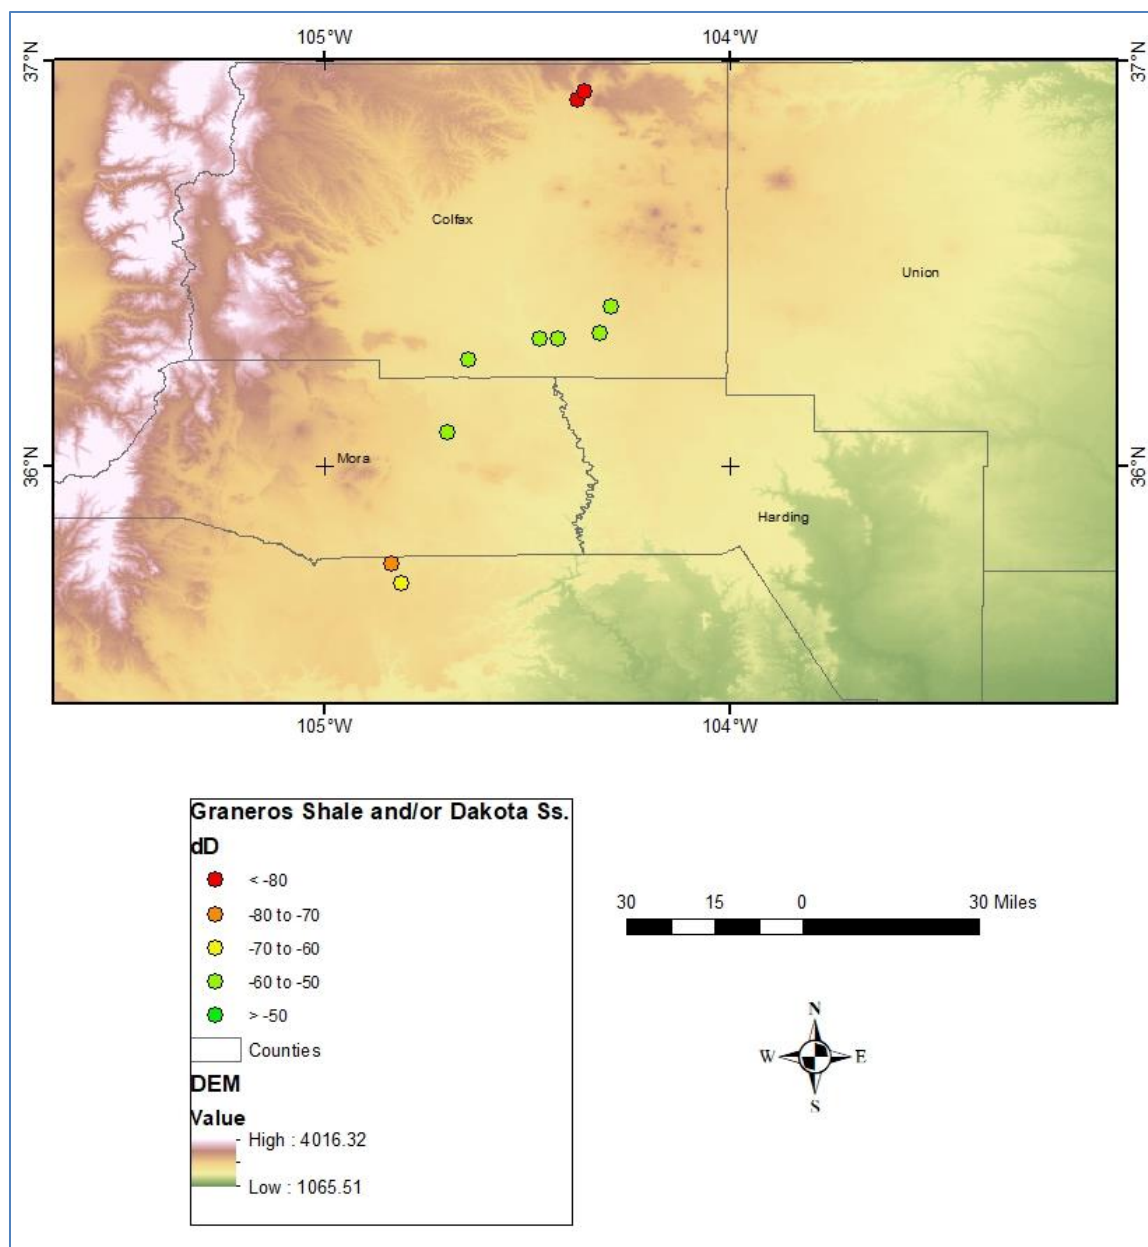 105°W 104°W
37°N 37°N
Colfax
Union
36°N 36°N
Mora
Harding
105°W 104°W
Graneros Shale and/or Dakota Ss.
dD
< -80
-80 to -70
-70 to -60
-60 to -50
> -50
Counties
DEM
Value
High : 4016.32
Low : 1065.51
30 15 0 30 Miles
N
W E
S